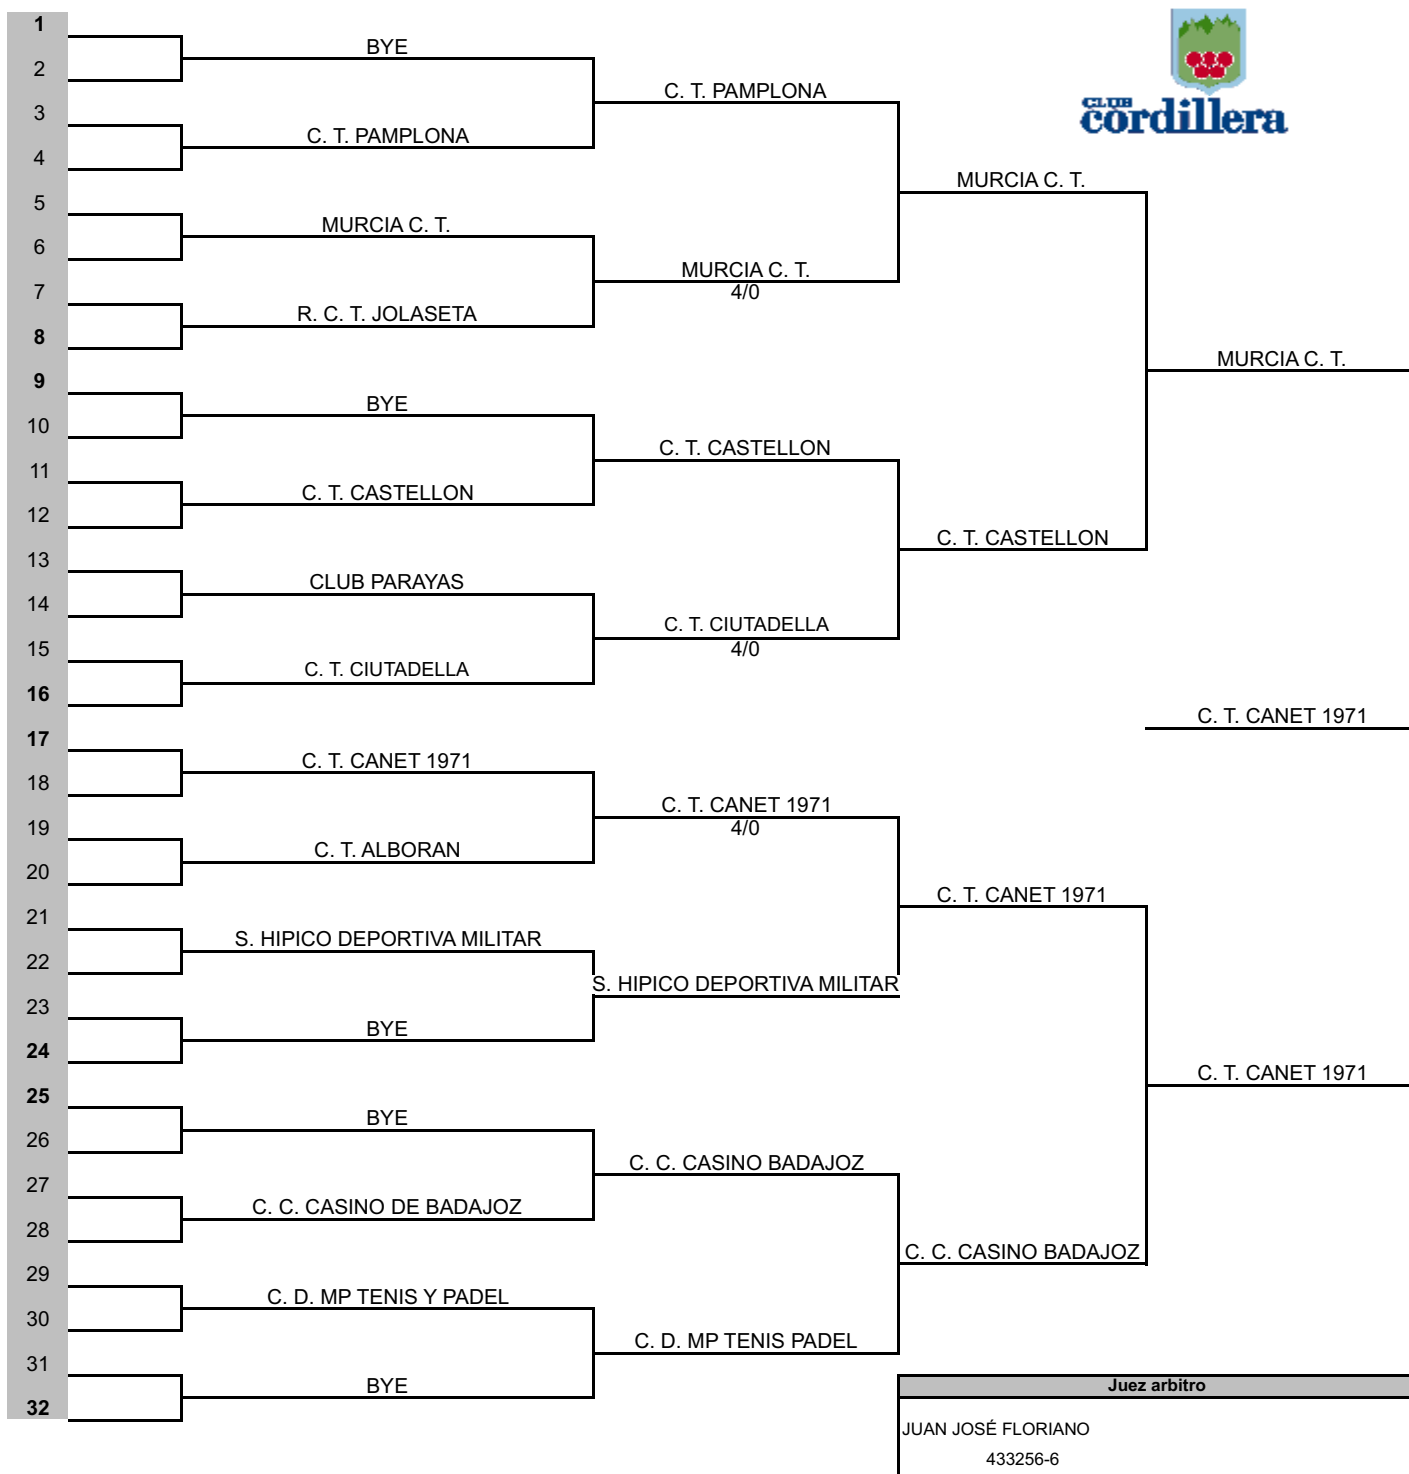 1
BYE
2
C. T. PAMPLONA
3
C. T. PAMPLONA
4
CLUB
cordillera
MURCIA C. T.
5
MURCIA C. T.
6
MURCIA C. T.
4/0
7
R. C. T. JOLASETA
8
MURCIA C. T.
9
BYE
10
C. T. CASTELLON
11
C. T. CASTELLON
12
C. T. CASTELLON
13
CLUB PARAYAS
14
C. T. CIUTADELLA
4/0
15
C. T. CIUTADELLA
16
C. T. CANET 1971
17
C. T. CANET 1971
18
C. T. CANET 1971
4/0
19
C. T. ALBORAN
20
C. T. CANET 1971
21
S. HIPICO DEPORTIVA MILITAR
22
S. HIPICO DEPORTIVA MILITAR
23
BYE
24
C. T. CANET 1971
25
BYE
26
C. C. CASINO BADAJOZ
27
C. C. CASINO DE BADAJOZ
28
C. C. CASINO BADAJOZ
29
C. D. MP TENIS Y PADEL
30
C. D. MP TENIS PADEL
31
BYE
32
Juez arbitro
JUAN JOSÉ FLORIANO
433256-6